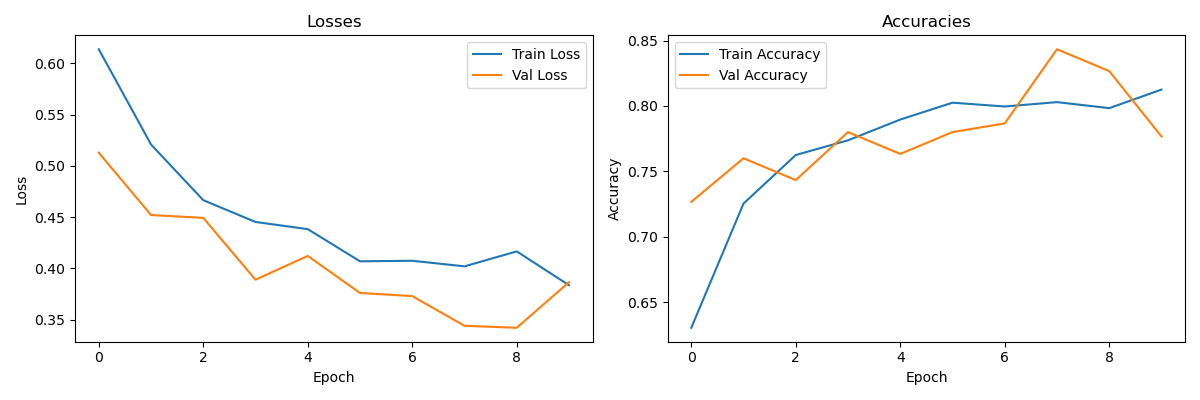 Losses
Train Loss
Val Loss
0.60
0.55
0.50
0.45
0.40
0.35
Loss
0
2
4
6
8
Epoch
Accuracies
Train Accuracy
Val Accuracy
0.85
0.80
0.75
0.70
0.65
Accuracy
0
2
4
6
8
Epoch